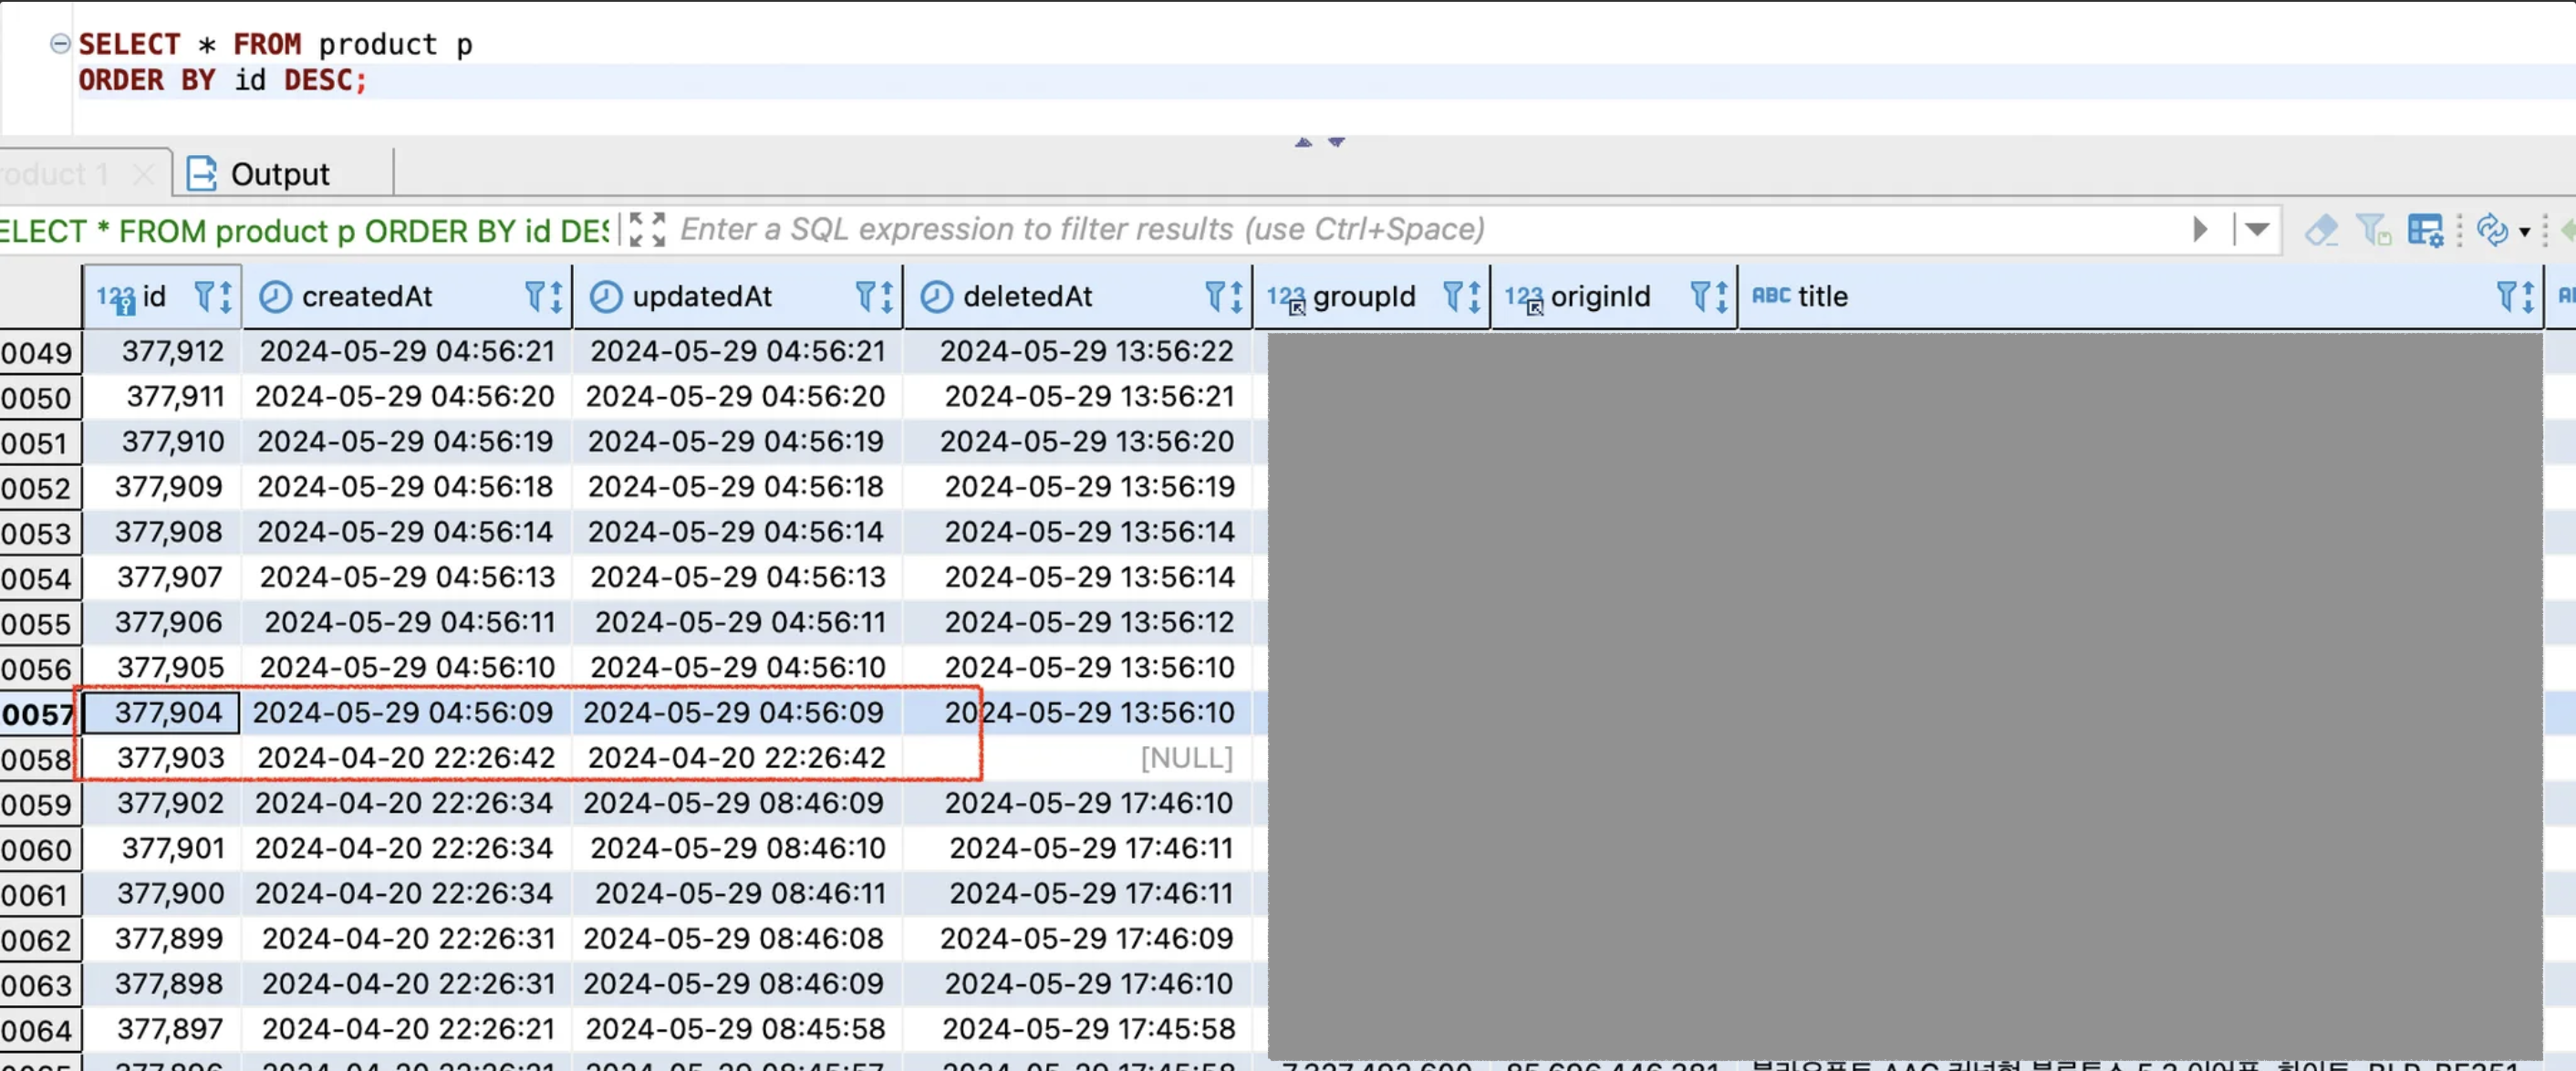 SELECT * FROM product p
ORDER BY id DESC;
oduct 1 Output
ELECT * FROM product p ORDER BY id DES Enter a SQL expression to filter results (use Ctrl+Space)
123 id createdAt updatedAt deletedAt 123 groupId 123 originId ABC title
0049 377,912 2024-05-29 04:56:21 2024-05-29 04:56:21 2024-05-29 13:56:22
0050 377,911 2024-05-29 04:56:20 2024-05-29 04:56:20 2024-05-29 13:56:21
0051 377,910 2024-05-29 04:56:19 2024-05-29 04:56:19 2024-05-29 13:56:20
0052 377,909 2024-05-29 04:56:18 2024-05-29 04:56:18 2024-05-29 13:56:19
0053 377,908 2024-05-29 04:56:14 2024-05-29 04:56:14 2024-05-29 13:56:14
0054 377,907 2024-05-29 04:56:13 2024-05-29 04:56:13 2024-05-29 13:56:14
0055 377,906 2024-05-29 04:56:11 2024-05-29 04:56:11 2024-05-29 13:56:12
0056 377,905 2024-05-29 04:56:10 2024-05-29 04:56:10 2024-05-29 13:56:10
0057 377,904 2024-05-29 04:56:09 2024-05-29 04:56:09 2024-05-29 13:56:10
0058 377,903 2024-04-20 22:26:42 2024-04-20 22:26:42 [NULL]
0059 377,902 2024-04-20 22:26:34 2024-05-29 08:46:09 2024-05-29 17:46:10
0060 377,901 2024-04-20 22:26:34 2024-05-29 08:46:10 2024-05-29 17:46:11
0061 377,900 2024-04-20 22:26:34 2024-05-29 08:46:11 2024-05-29 17:46:11
0062 377,899 2024-04-20 22:26:31 2024-05-29 08:46:08 2024-05-29 17:46:09
0063 377,898 2024-04-20 22:26:31 2024-05-29 08:46:09 2024-05-29 17:46:10
0064 377,897 2024-04-20 22:26:21 2024-05-29 08:45:58 2024-05-29 17:45:58